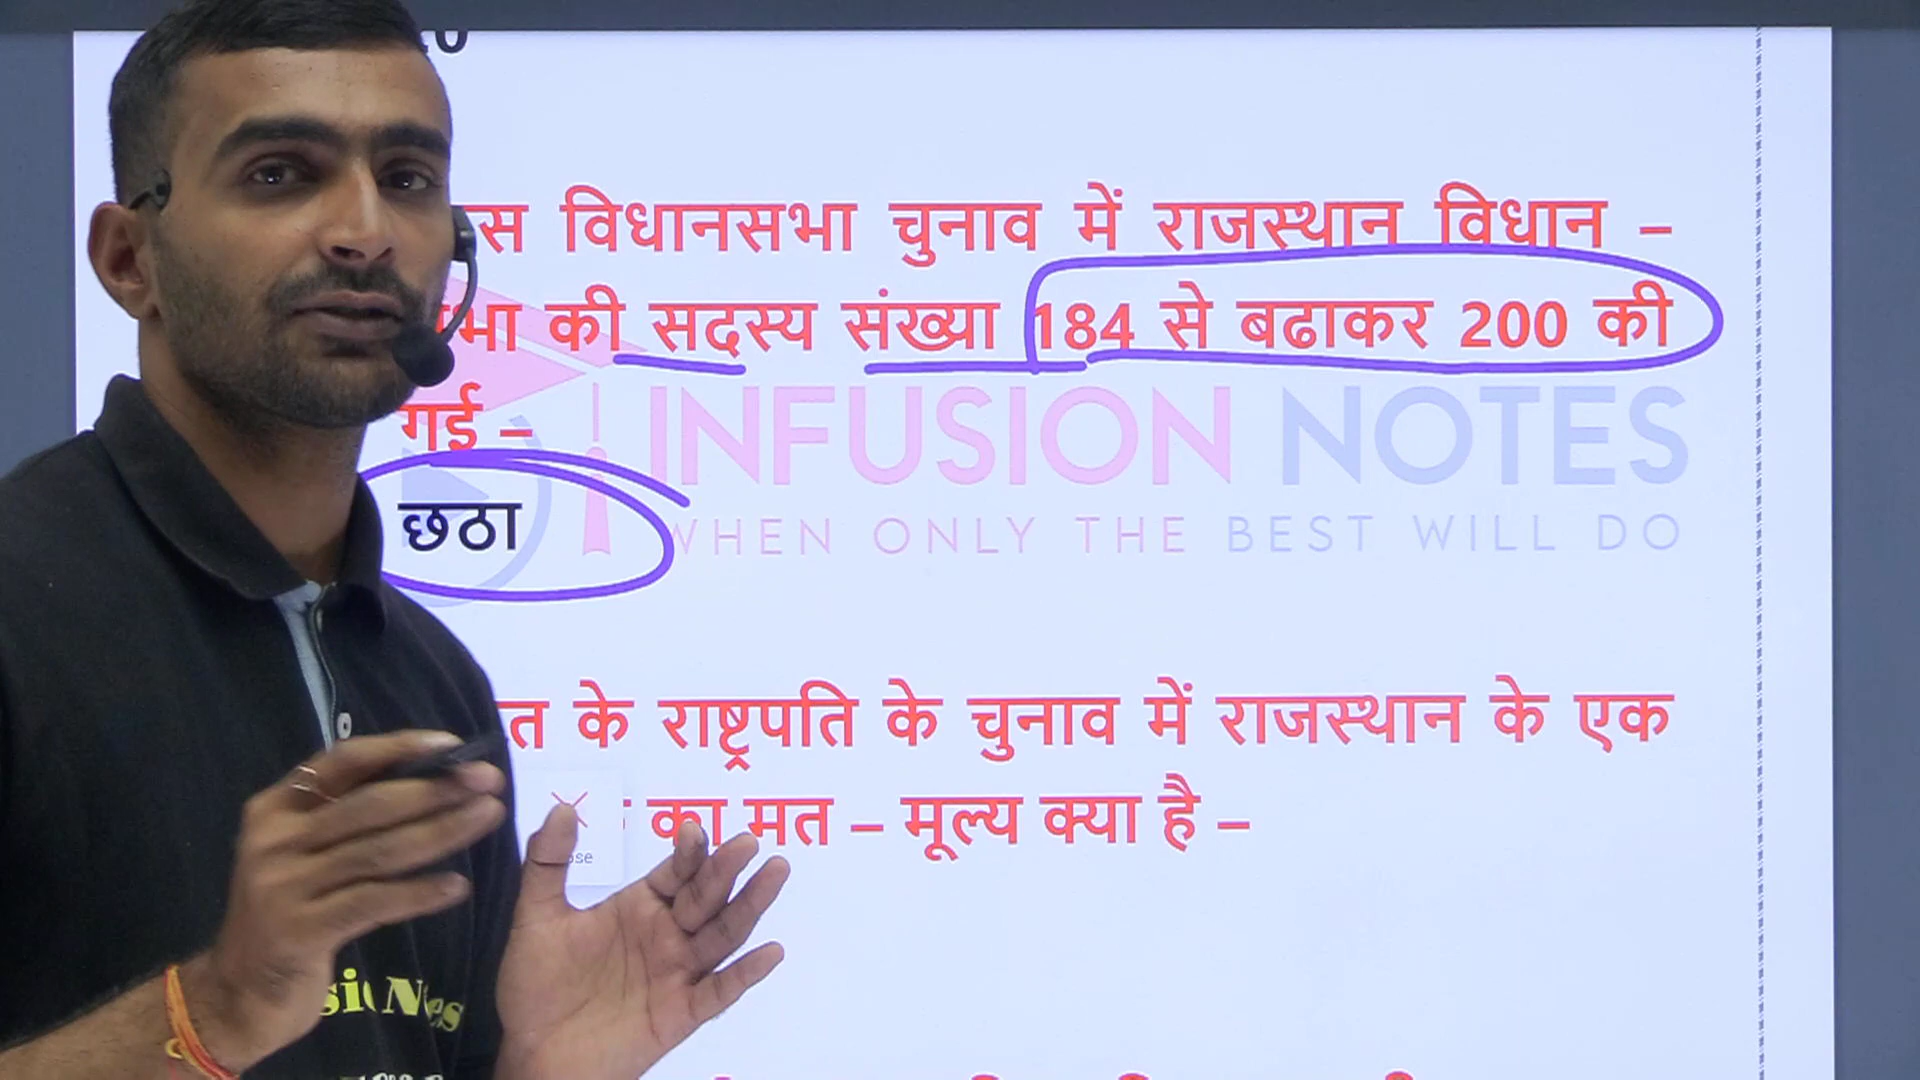 स विधानसभा चुनाव में राजस्थान विधान –
भा की सदस्य संख्या 184 से बढाकर 200 की
गई –
INFUSION NOTES
WHEN ONLY THE BEST WILL DO
छठा
त के राष्ट्रपति के चुनाव में राजस्थान के एक
का मत – मूल्य क्या है –
ose